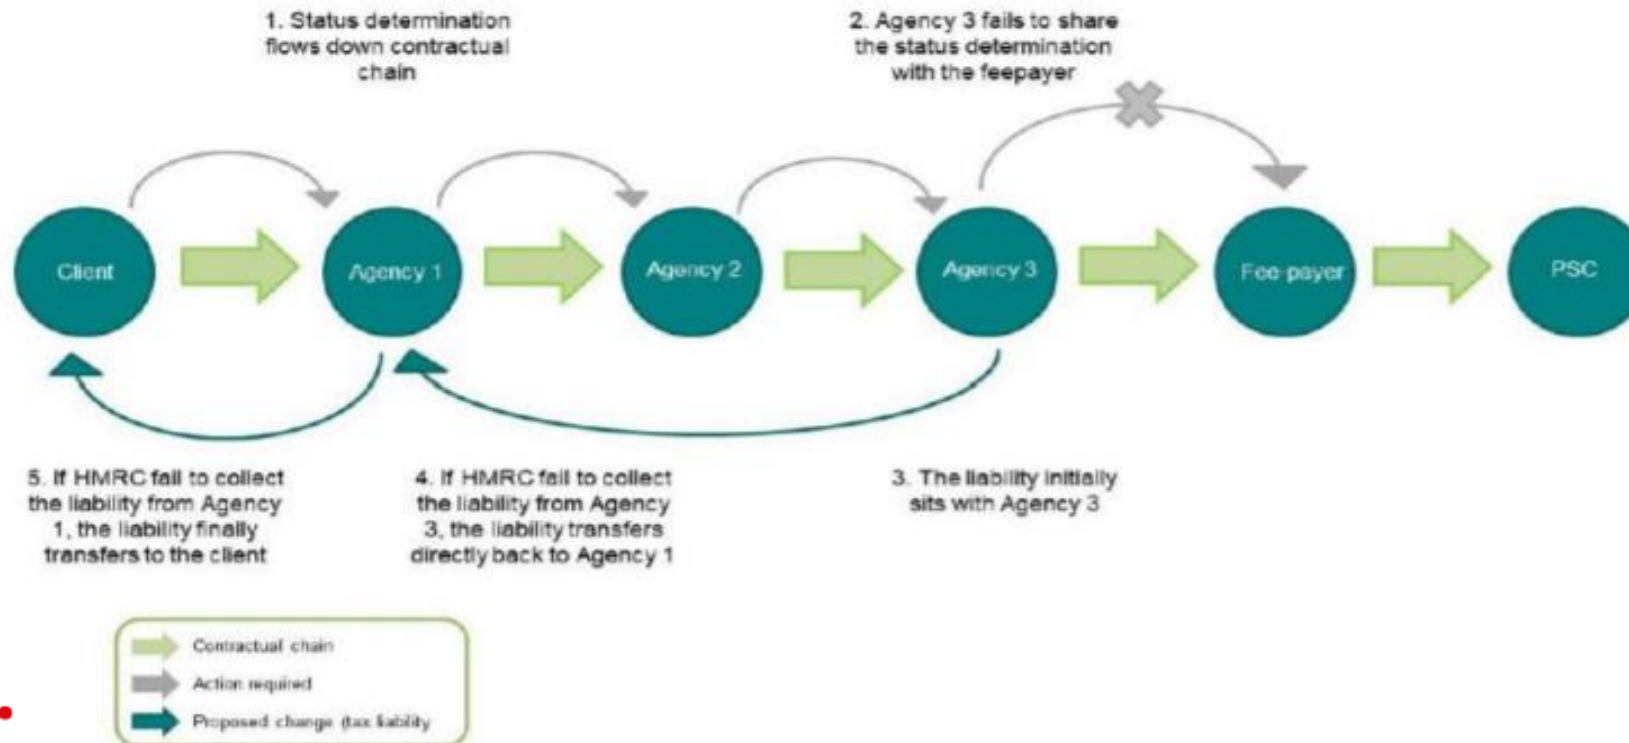 1. Status determination
flows down contractual
chain
2. Agency 3 fails to share
the status determination
with the feepayer
Client
Agency 1
Agency 2
Agency 3
Fee-payer
PSC
5. If HMRC fail to collect
the liability from Agency
1, the liability finally
transfers to the client
4. If HMRC fail to collect
the liability from Agency
3, the liability transfers
directly back to Agency 1
3. The liability initially
sits with Agency 3
Contractual chain
Action required
Proposed change (tax liability